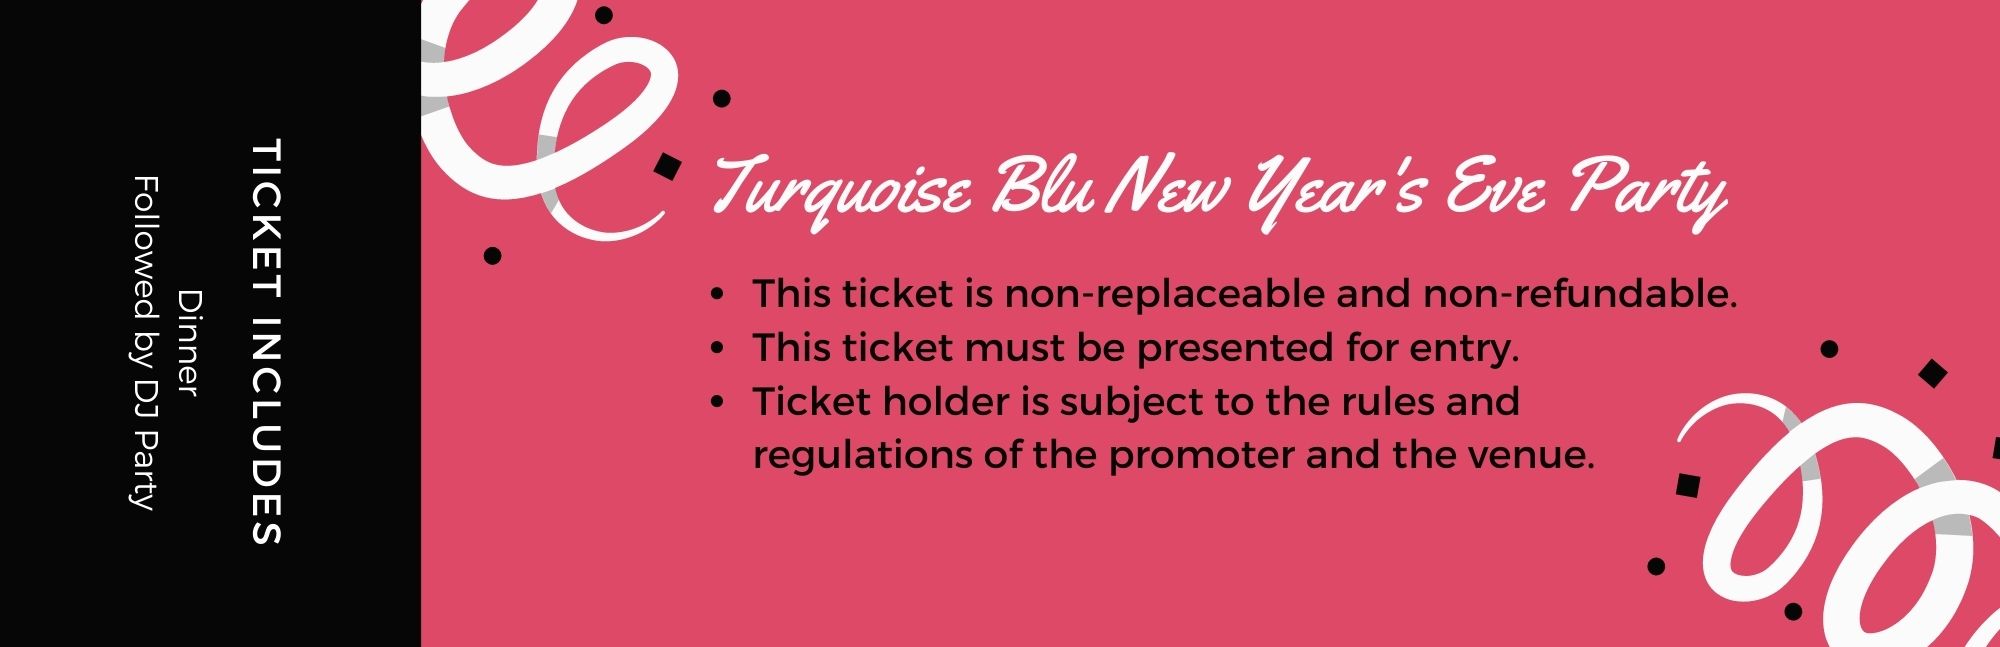 TICKET INCLUDES
Dinner
Followed by DJ Party
Turquoise Blu New Year's Eve Party
• This ticket is non-replaceable and non-refundable.
• This ticket must be presented for entry.
• Ticket holder is subject to the rules and
regulations of the promoter and the venue.